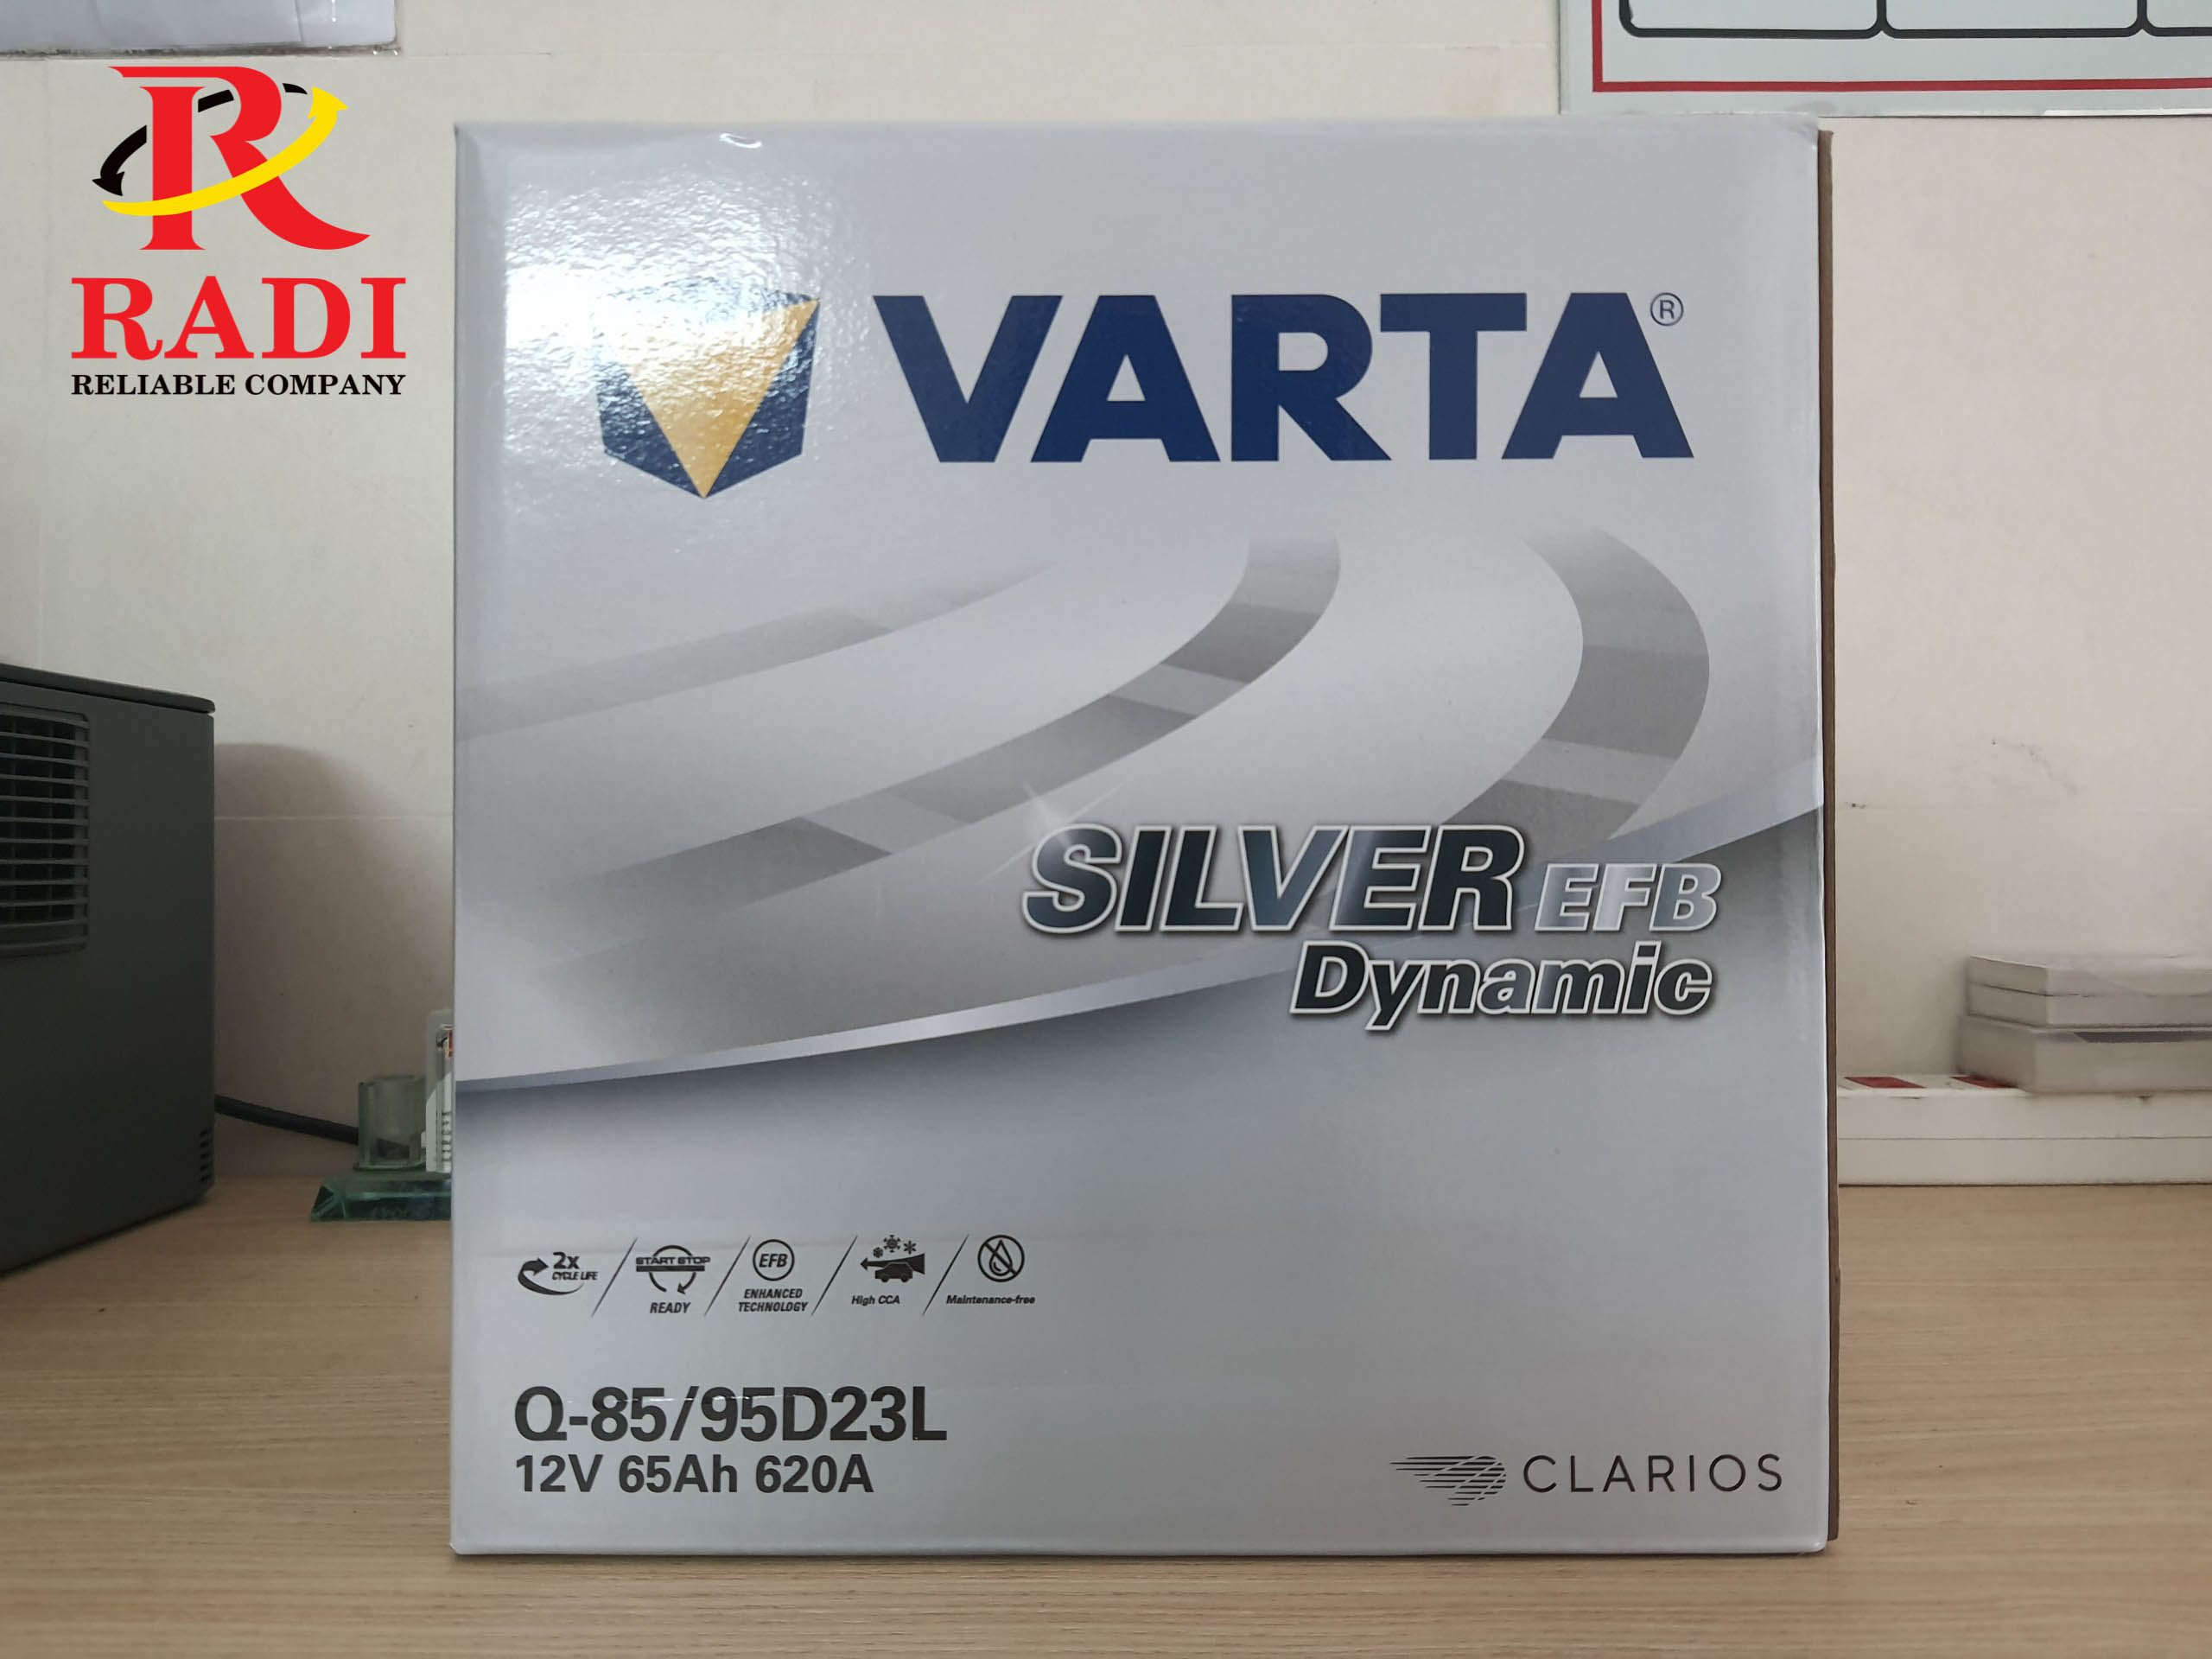 R
RADI
RELIABLE COMPANY
VARTA®
SILVER EFB
Dynamic
2x
CYCLE LIFE
START STOP
READY
EFB
ENHANCED
TECHNOLOGY
High CCA
Maintenance-free
Q-85/95D23L
12V 65Ah 620A
CLARIOS